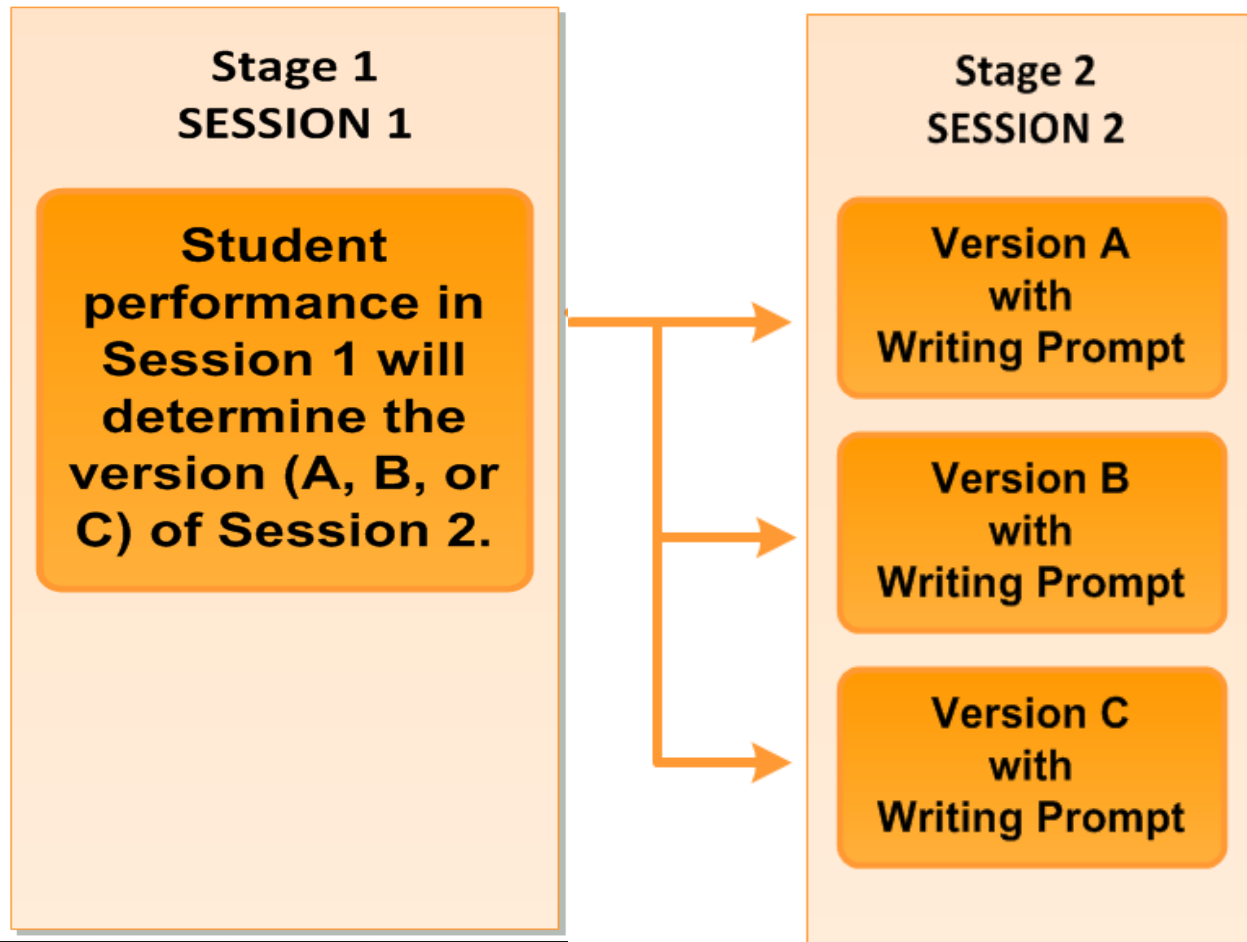 Stage 1
SESSION 1
Student
performance in
Session 1 will
determine the
version (A, B, or
C) of Session 2.
Stage 2
SESSION 2
Version A
with
Writing Prompt
Version B
with
Writing Prompt
Version C
with
Writing Prompt